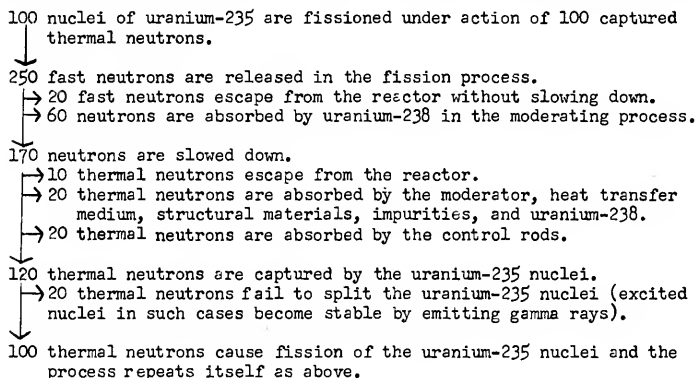 100 nuclei of uranium-235 are fissioned under action of 100 captured
thermal neutrons.
250 fast neutrons are released in the fission process.
20 fast neutrons escape from the reactor without slowing down.
60 neutrons are absorbed by uranium-238 in the moderating process.
170 neutrons are slowed down.
10 thermal neutrons escape from the reactor.
20 thermal neutrons are absorbed by the moderator, heat transfer
medium, structural materials, impurities, and uranium-238.
20 thermal neutrons are absorbed by the control rods.
120 thermal neutrons are captured by the uranium-235 nuclei.
20 thermal neutrons fail to split the uranium-235 nuclei (excited
nuclei in such cases become stable by emitting gamma rays).
100 thermal neutrons cause fission of the uranium-235 nuclei and the
process repeats itself as above.